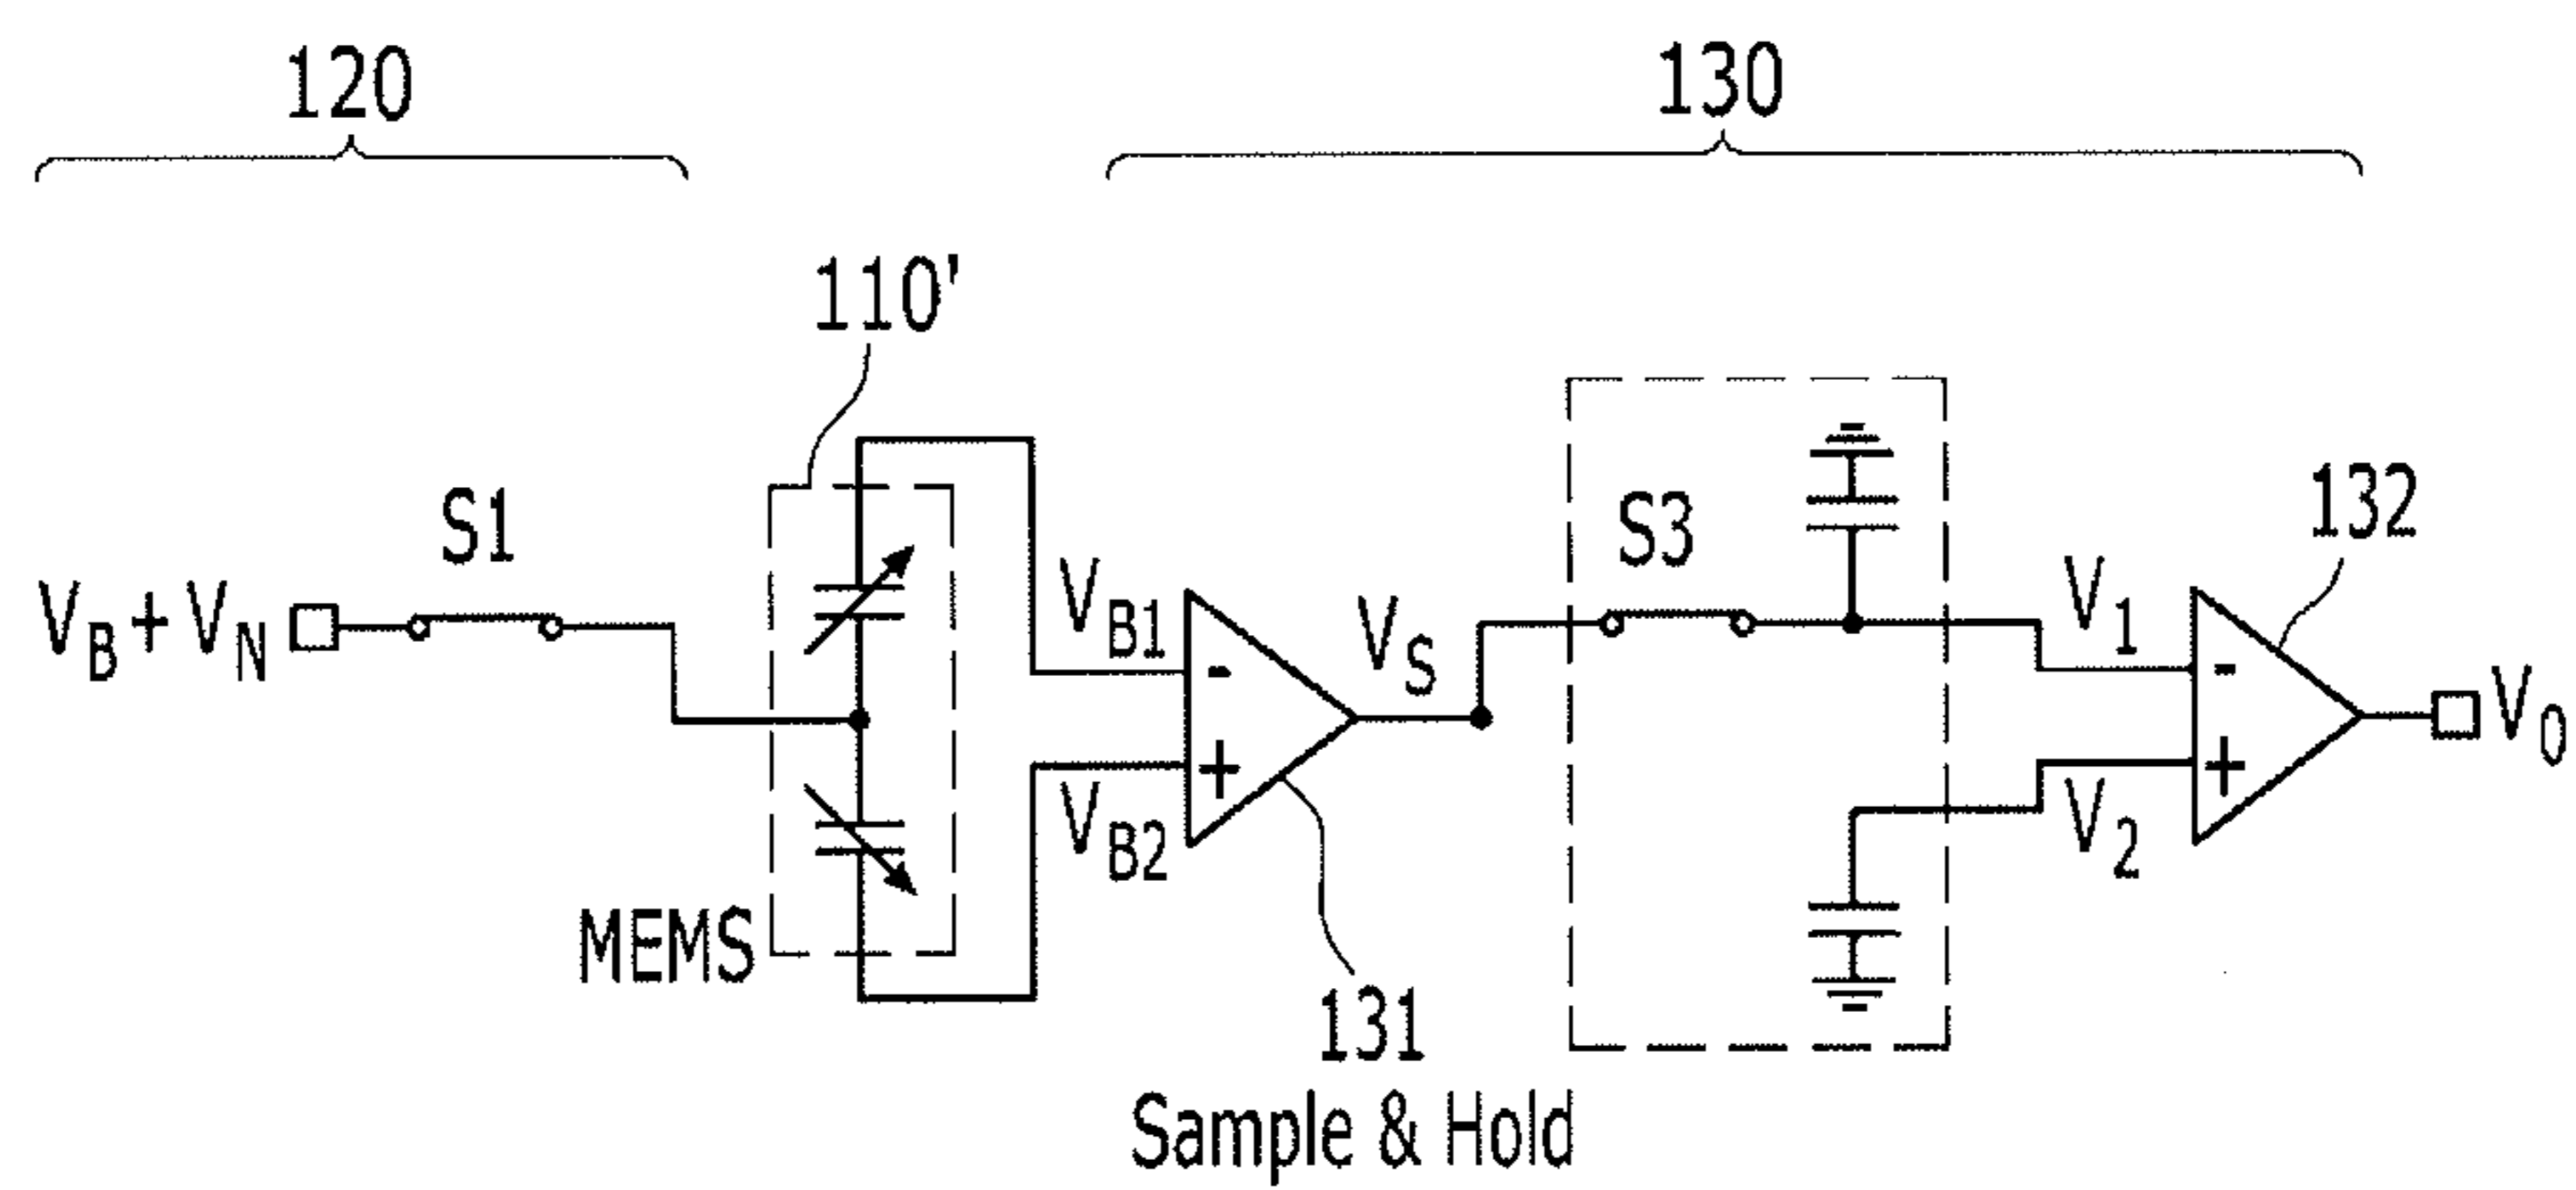 120
130
110'
S1
S3
132
V_B + V_N
V_B1
V_S
V_1
-
-
V_0
+
+
V_B2
V_2
MEMS
131
Sample & Hold